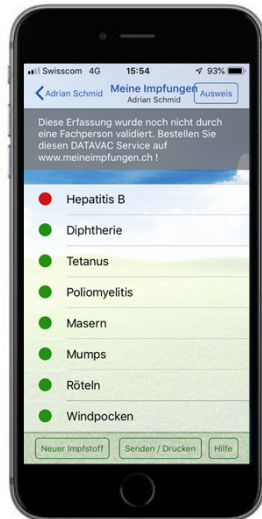 Swisscom 4G 15:54 93%
Adrian Schmid Meine Impfungen Ausweis
Adrian Schmid
Diese Erfassung wurde noch nicht durch
eine Fachperson validiert. Bestellen Sie
diesen DATAVAC Service auf
www.meineimpfungen.ch !
Hepatitis B
Diphtherie
Tetanus
Poliomyelitis
Masern
Mumps
Röteln
Windpocken
Neuer Impfstoff Senden / Drucken Hilfe